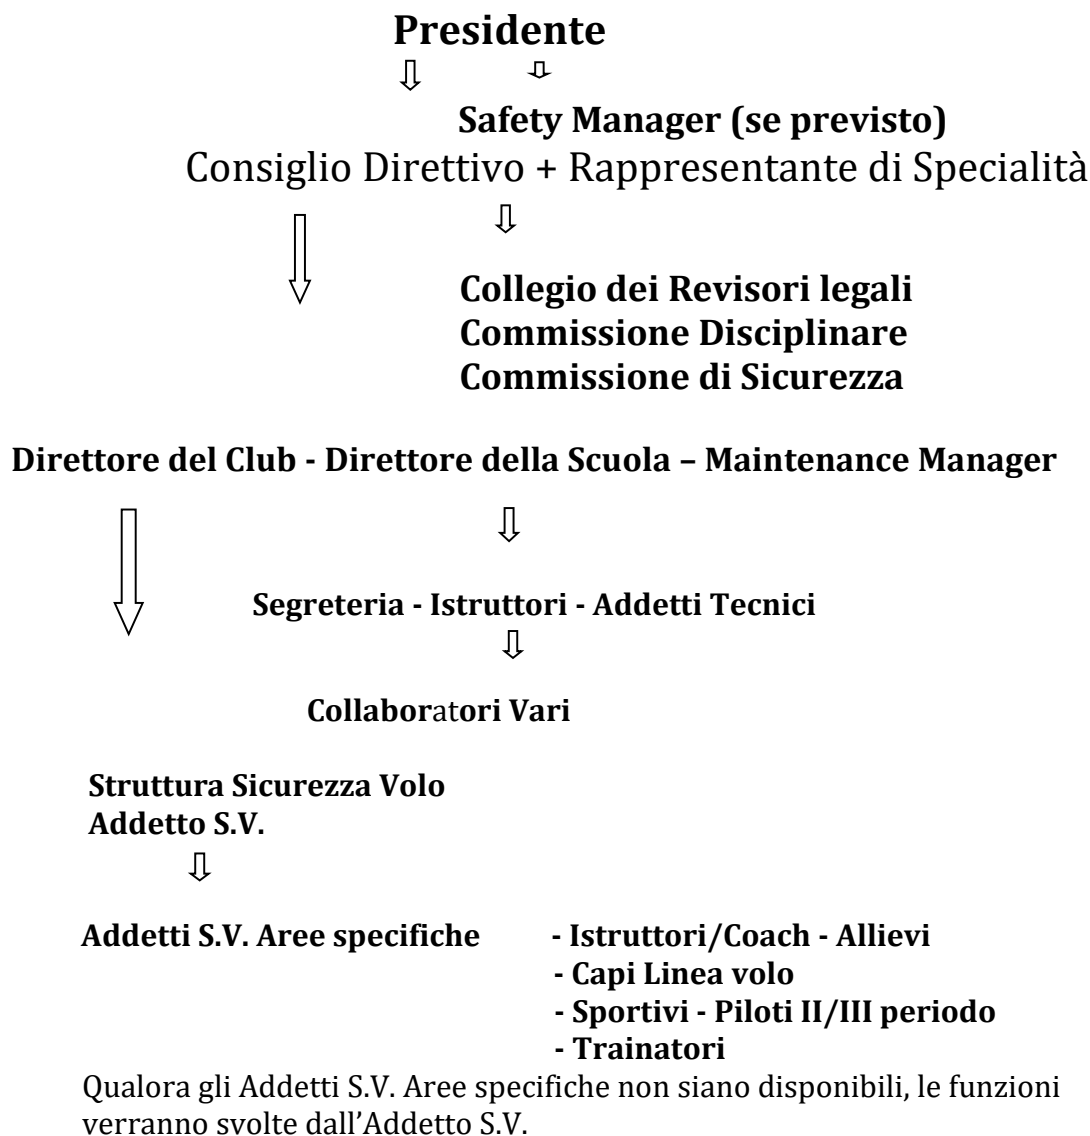 Presidente
Safety Manager (se previsto)
Consiglio Direttivo + Rappresentante di Specialità
Collegio dei Revisori legali
Commissione Disciplinare
Commissione di Sicurezza
Direttore del Club - Direttore della Scuola – Maintenance Manager
Segreteria - Istruttori - Addetti Tecnici
Collaboratori Vari
Struttura Sicurezza Volo
Addetto S.V.
Addetti S.V. Aree specifiche - Istruttori/Coach - Allievi
- Capi Linea volo
- Sportivi - Piloti II/III periodo
- Trainatori
Qualora gli Addetti S.V. Aree specifiche non siano disponibili, le funzioni
verranno svolte dall’Addetto S.V.